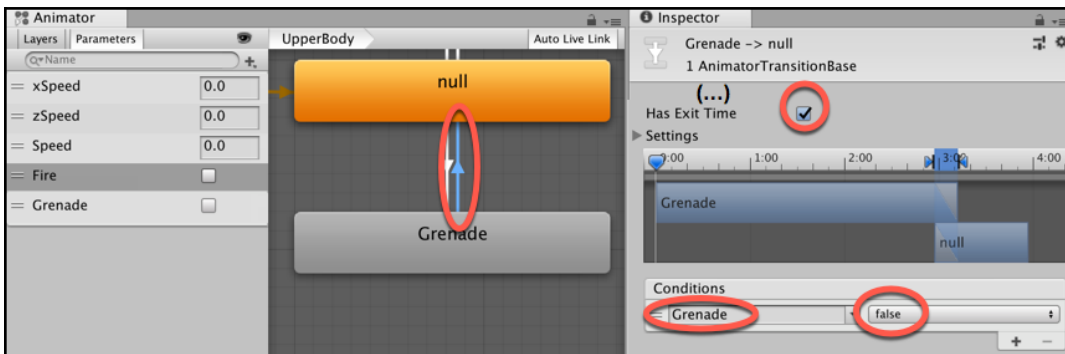 Animator
Layers Parameters
Name
xSpeed 0.0
zSpeed 0.0
Speed 0.0
Fire
Grenade
UpperBody Auto Live Link
null
Grenade
Inspector
Grenade -> null
1 AnimatorTransitionBase
(...)
Has Exit Time
Settings
0:00 1:00 2:00 3:00 4:00
Grenade
null
Conditions
Grenade false
+ −